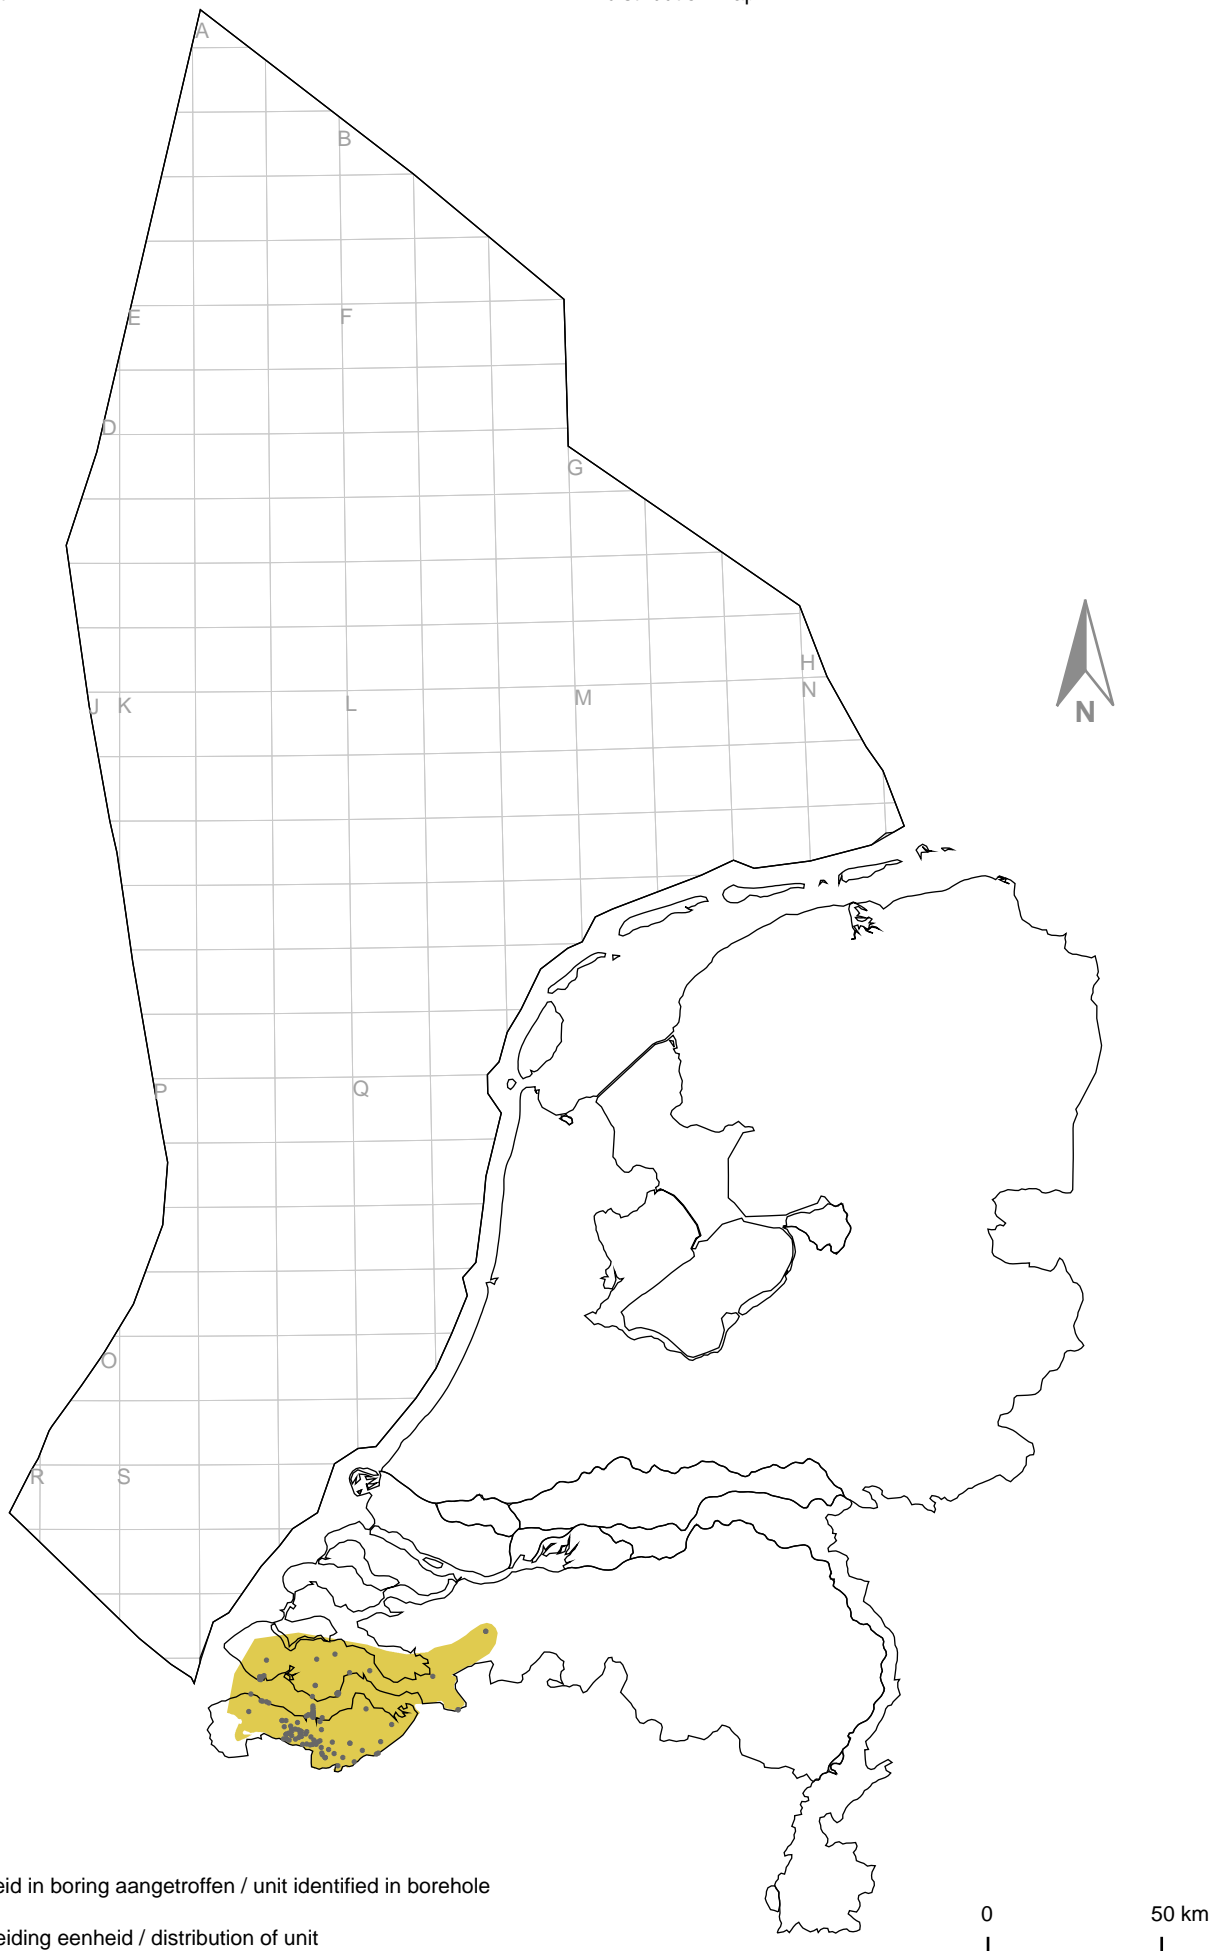 A
B
E
F
D
G
H
N
J K
L
M
N
P
Q
O
R
S
eid in boring aangetroffen / unit identified in borehole
eiding eenheid / distribution of unit
0
50 km